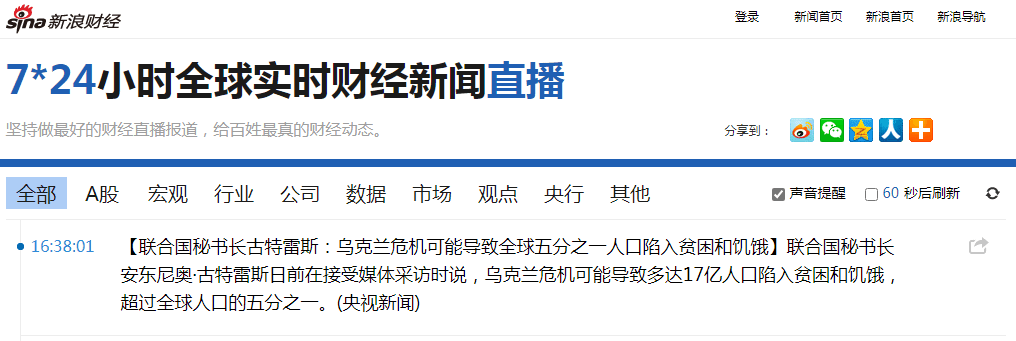 sina新浪财经
登录 新闻首页 新浪首页 新浪导航
7*24小时全球实时财经新闻直播
坚持做最好的财经直播报道，给百姓最真的财经动态。
分享到：
全部 A股 宏观 行业 公司 数据 市场 观点 央行 其他
声音提醒 60 秒后刷新
16:38:01
【联合国秘书长古特雷斯：乌克兰危机可能导致全球五分之一人口陷入贫困和饥饿】联合国秘书长
安东尼奥·古特雷斯日前在接受媒体采访时说，乌克兰危机可能导致多达17亿人口陷入贫困和饥饿，
超过全球人口的五分之一。(央视新闻)